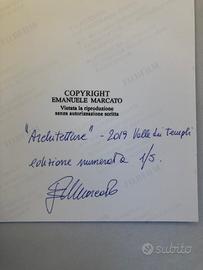 COPYRIGHT
EMANUELE MARCATO
Vietata la riproduzione
senza autorizzazione scritta
"Architetture" - 2019 Valle dei Templi
edizione numerata 1/5.
subito